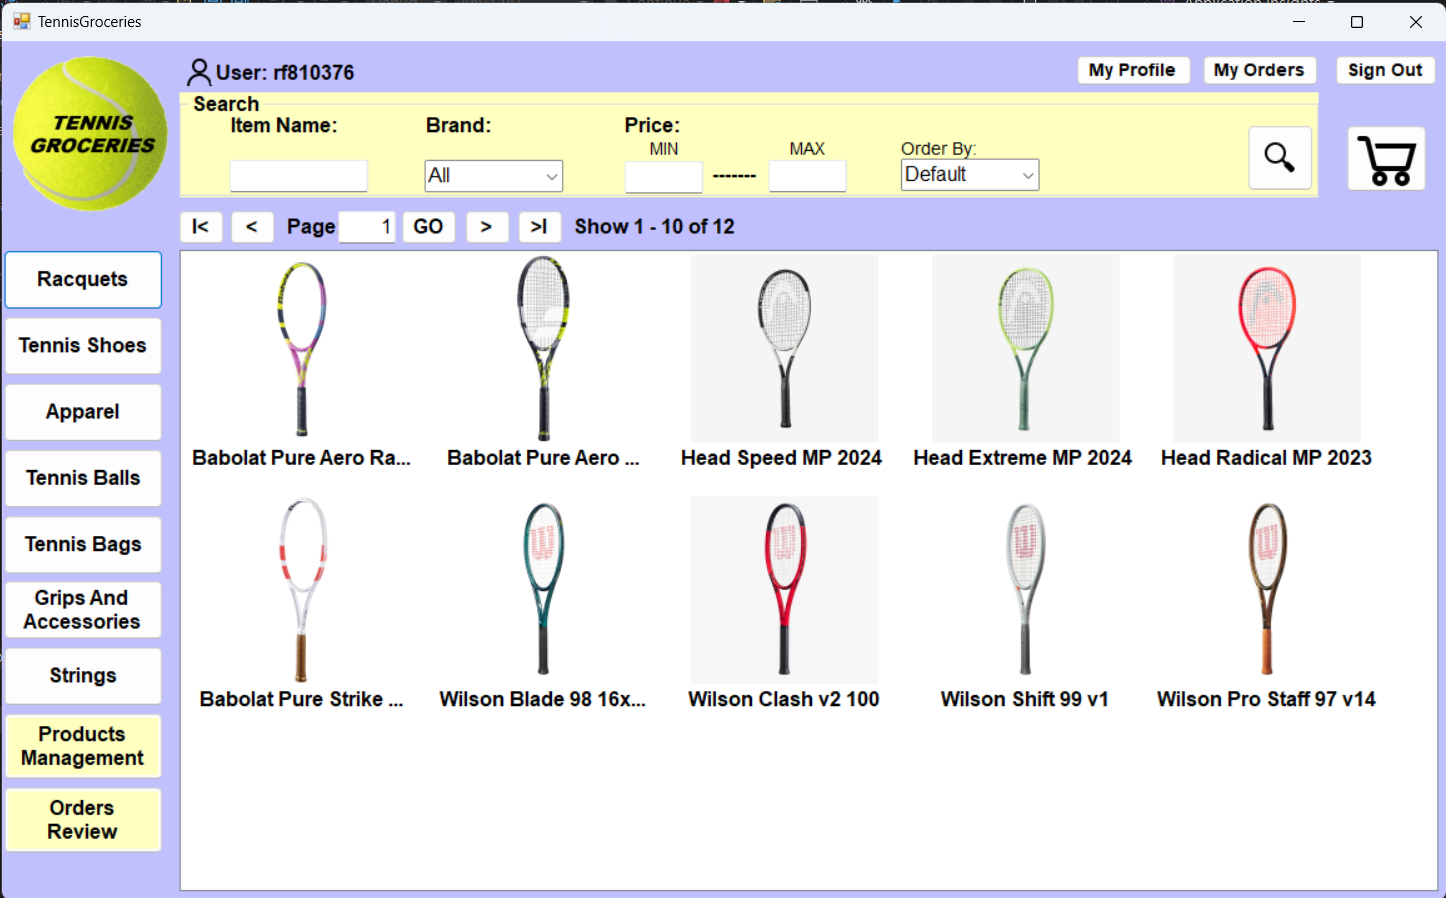 TennisGroceries
TENNIS
GROCERIES
User: rf810376
My Profile
My Orders
Sign Out
Search
Item Name:
Brand:
Price:
MIN
MAX
Order By:
All
-------
Default
I<
<
Page
1
GO
>
>I
Show 1 - 10 of 12
Racquets
Tennis Shoes
Apparel
Tennis Balls
Tennis Bags
Grips And
Accessories
Strings
Products
Management
Orders
Review
Babolat Pure Aero Ra...
Babolat Pure Aero ...
Head Speed MP 2024
Head Extreme MP 2024
Head Radical MP 2023
Babolat Pure Strike ...
Wilson Blade 98 16x...
Wilson Clash v2 100
Wilson Shift 99 v1
Wilson Pro Staff 97 v14